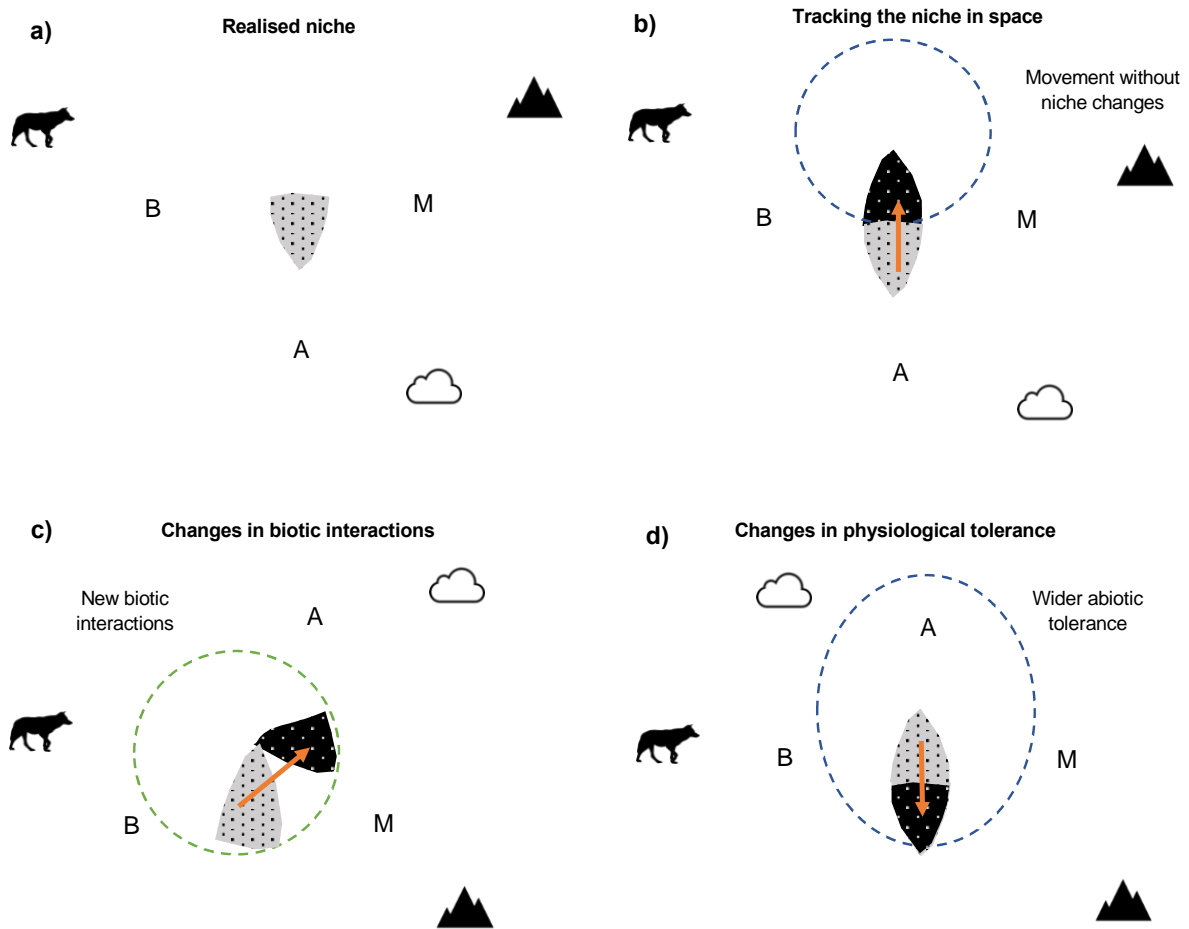 a)
Realised niche
B
M
A
b)
Tracking the niche in space
Movement without
niche changes
B
M
A
c)
Changes in biotic interactions
New biotic
interactions
A
B
M
d)
Changes in physiological tolerance
Wider abiotic
tolerance
A
B
M